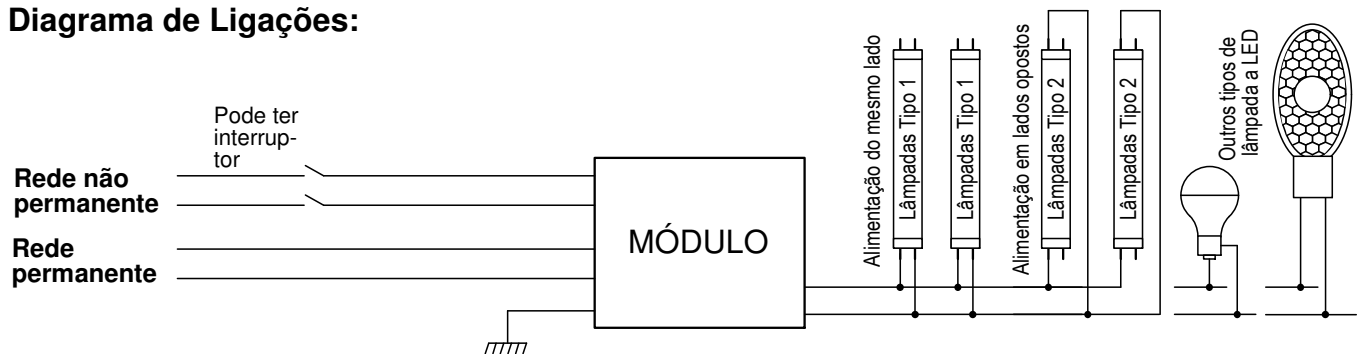 Diagrama de Ligações:
Pode ter
interrup-
tor
Rede não
permanente
Rede
permanente
MÓDULO
Alimentação do mesmo lado
Lâmpadas Tipo 1
Lâmpadas Tipo 1
Alimentação em lados opostos
Lâmpadas Tipo 2
Lâmpadas Tipo 2
Outros tipos de
lâmpada a LED